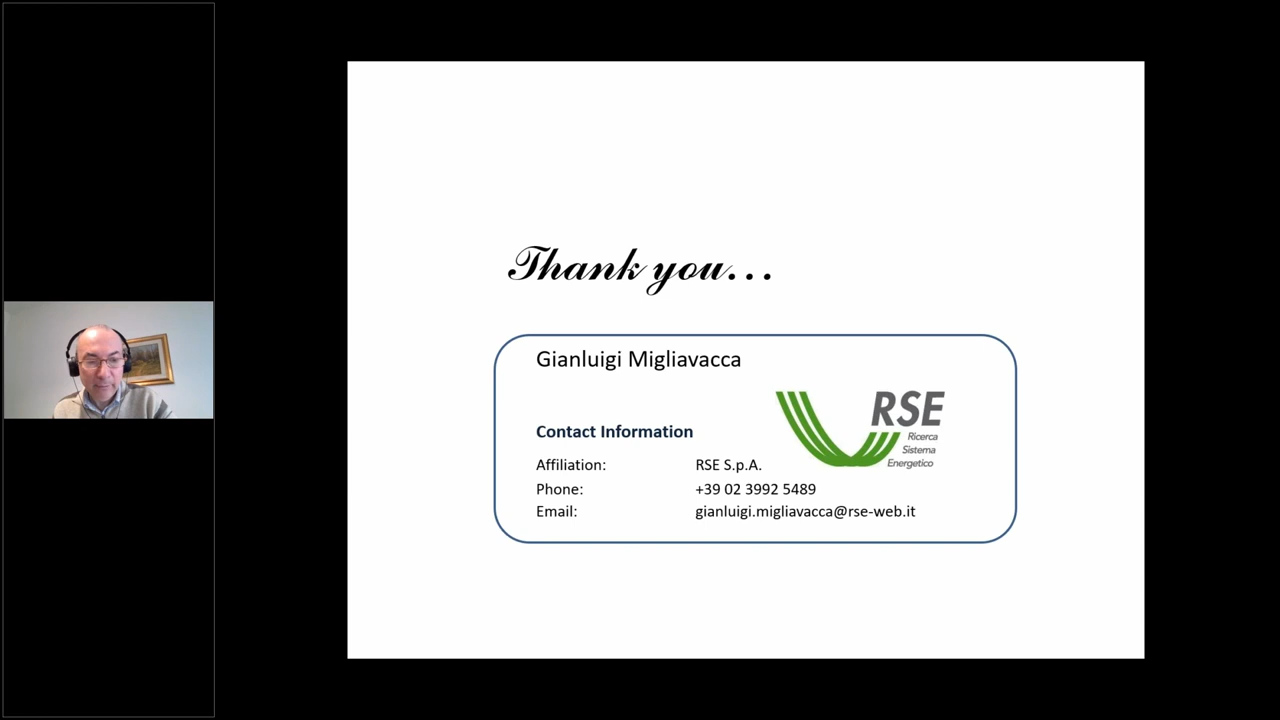 Thank you...
Gianluigi Migliavacca
RSE
Ricerca
Sistema
Energetico
Contact Information
Affiliation: RSE S.p.A.
Phone: +39 02 3992 5489
Email: gianluigi.migliavacca@rse-web.it